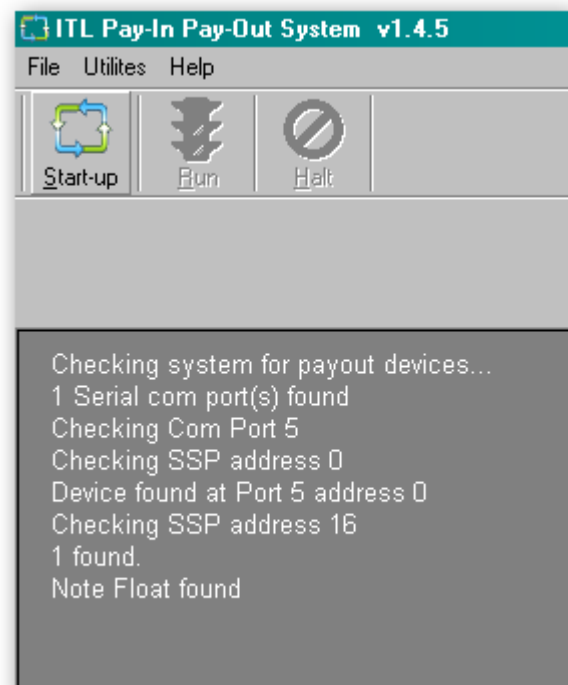 ITL Pay-In Pay-Out System v1.4.5
File Utilites Help
Start-up Run Halt
Checking system for payout devices...
1 Serial com port(s) found
Checking Com Port 5
Checking SSP address 0
Device found at Port 5 address 0
Checking SSP address 16
1 found.
Note Float found